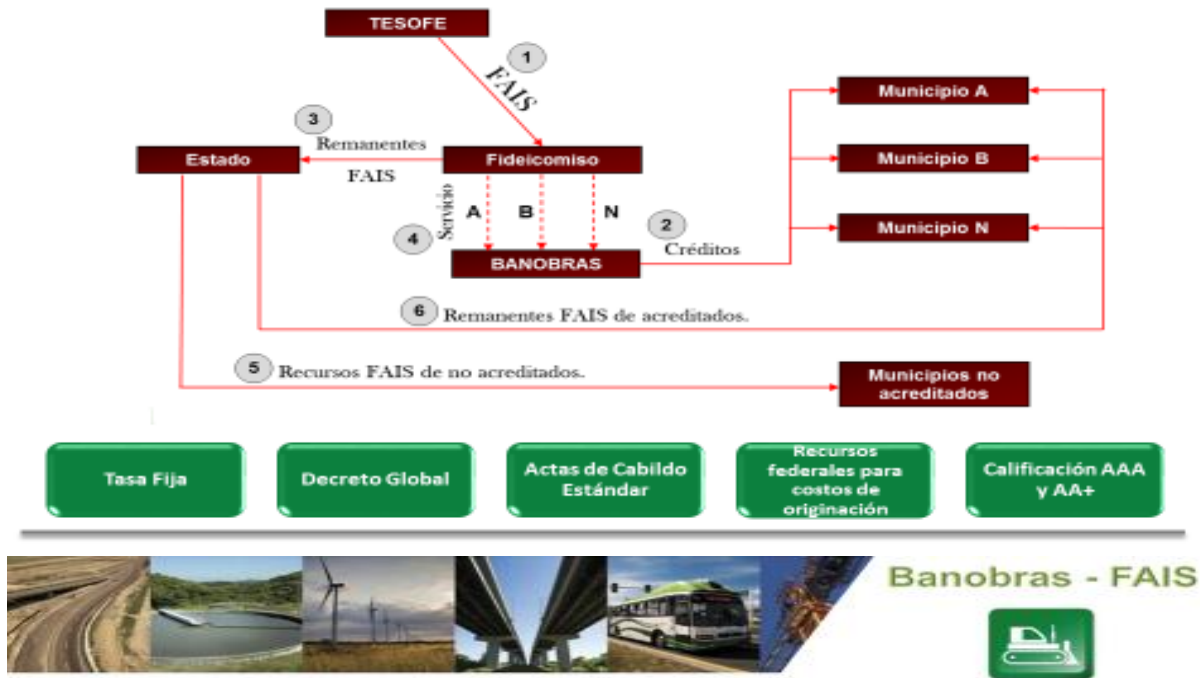 TESOFE
1
FAIS
3
Remanentes
FAIS
Estado
Fideicomiso
Servicio
A
B
N
4
BANOBRAS
2
Créditos
Municipio A
Municipio B
Municipio N
6
Remanentes FAIS de acreditados.
5
Recursos FAIS de no acreditados.
Municipios no
acreditados
Tasa Fija
Decreto Global
Actas de Cabildo
Estándar
Recursos
federales para
costos de
originación
Calificación AAA
y AA+
Banobras - FAIS